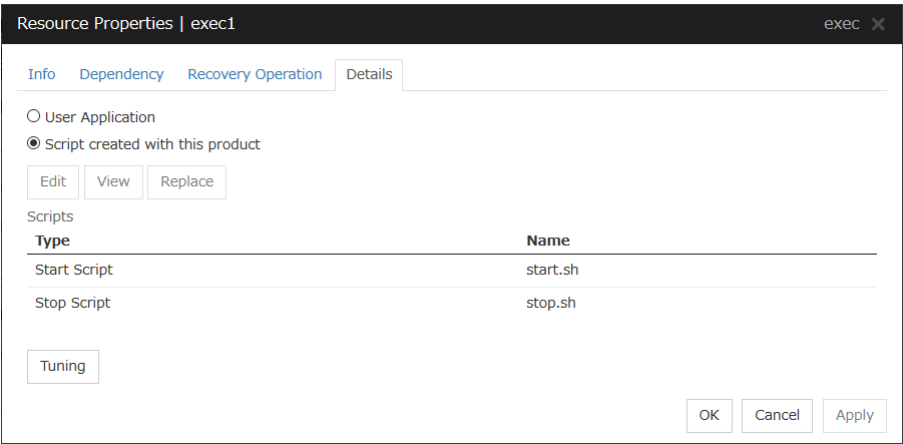 Resource Properties | exec1 exec
Info Dependency Recovery Operation Details
User Application
Script created with this product
Edit View Replace
Scripts
Type Name
Start Script start.sh
Stop Script stop.sh
Tuning
OK Cancel Apply